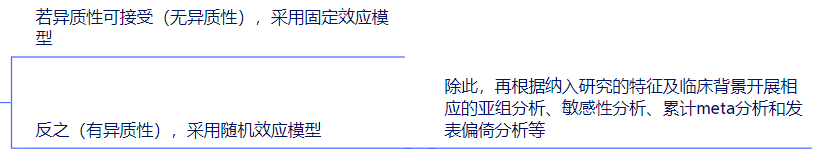 若异质性可接受（无异质性），采用固定效应模
型
反之（有异质性），采用随机效应模型
除此，再根据纳入研究的特征及临床背景开展相
应的亚组分析、敏感性分析、累计meta分析和发
表偏倚分析等